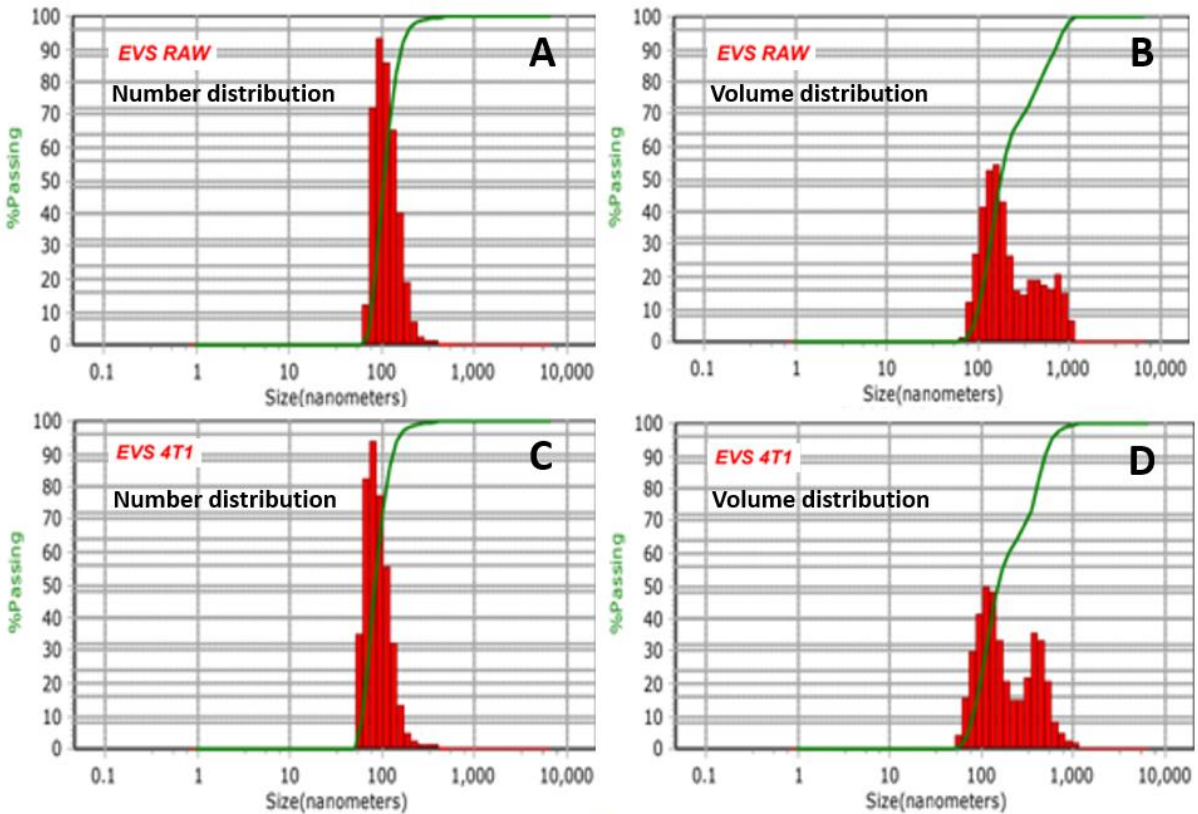 A
EVS RAW
Number distribution
%Passing
100
90
80
70
60
50
40
30
20
10
0
0.1 1 10 100 1,000 10,000
Size(nanometers)
B
EVS RAW
Volume distribution
%Passing
100
90
80
70
60
50
40
30
20
10
0
0.1 1 10 100 1,000 10,000
Size(nanometers)
C
EVS 4T1
Number distribution
%Passing
100
90
80
70
60
50
40
30
20
10
0
0.1 1 10 100 1,000 10,000
Size(nanometers)
D
EVS 4T1
Volume distribution
%Passing
100
90
80
70
60
50
40
30
20
10
0
0.1 1 10 100 1,000 10,000
Size(nanometers)